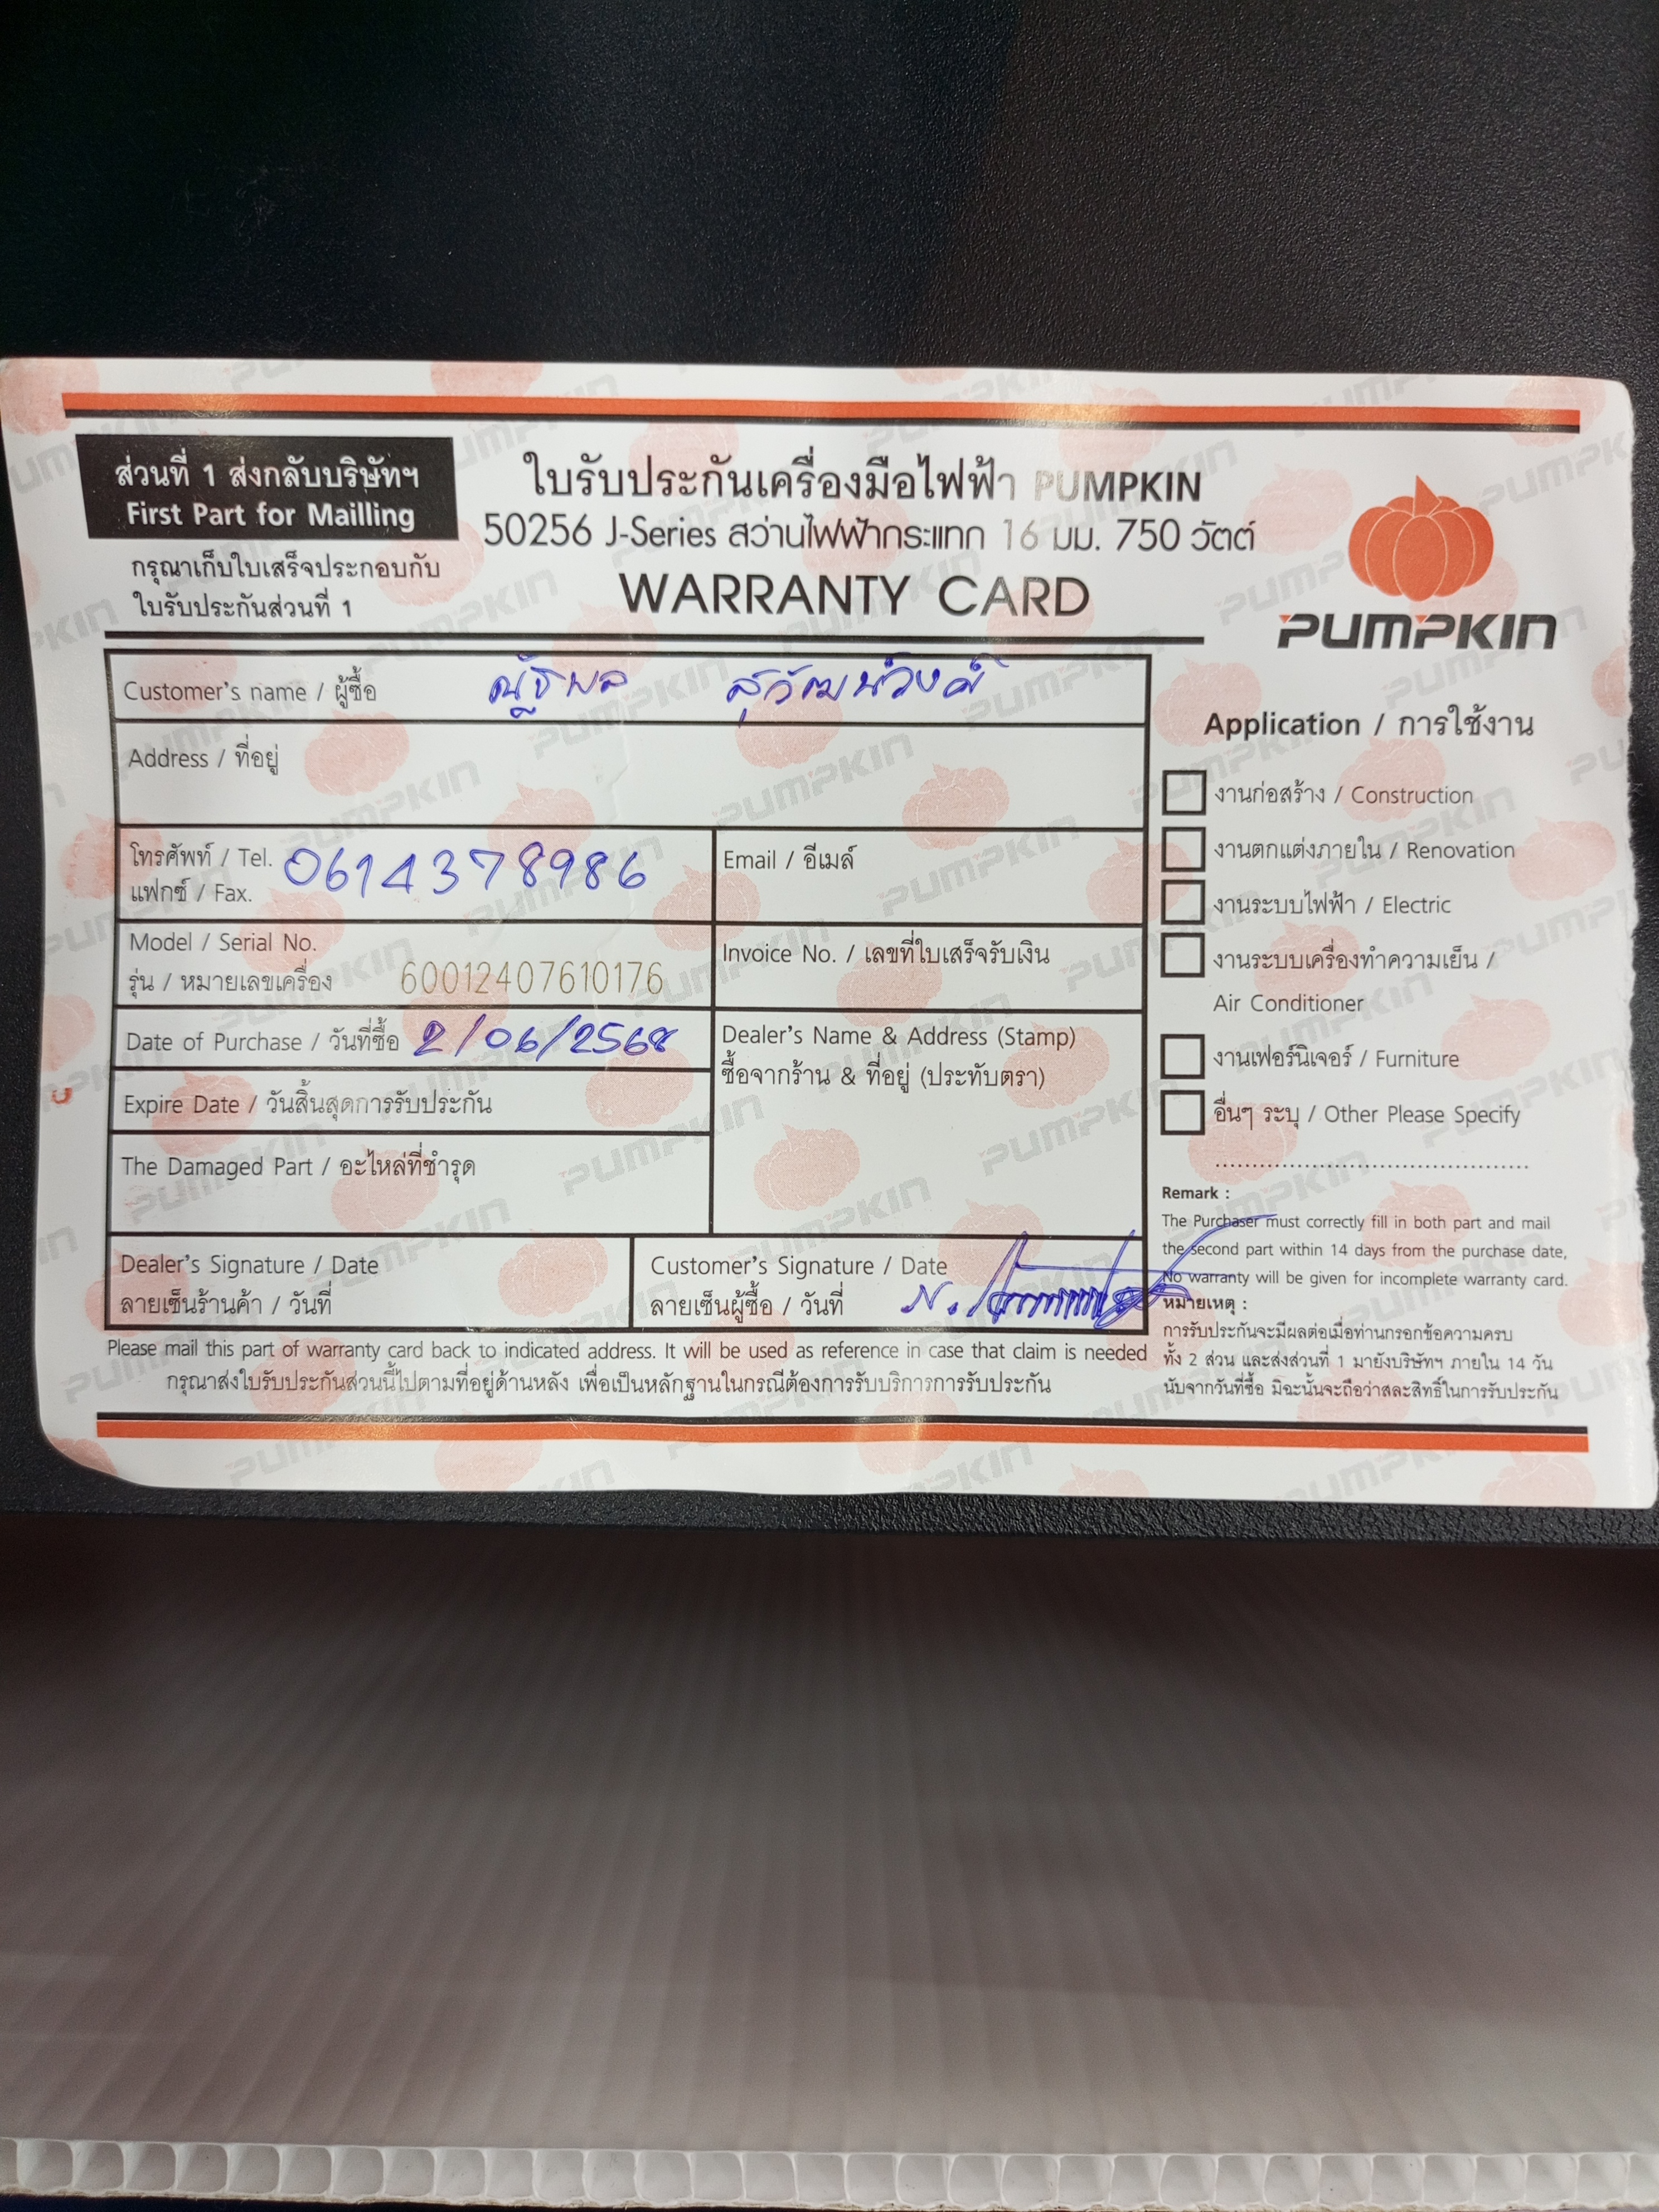 ส่วนที่ 1 ส่งกลับบริษัทฯ
First Part for Mailling
กรุณาเก็บใบเสร็จประกอบกับ
ใบรับประกันส่วนที่ 1
ใบรับประกันเครื่องมือไฟฟ้า PUMPKIN
50256 J-Series สว่านไฟฟ้ากระแทก 16 มม. 750 วัตต์
WARRANTY CARD
PUMPKIN
Customer's name / ผู้ซื้อ ณัฐพล สุวัฒน์วงศ์
Address / ที่อยู่
โทรศัพท์ / Tel. 0614378986
แฟกซ์ / Fax.
Email / อีเมล์
Model / Serial No.
รุ่น / หมายเลขเครื่อง 60012407610176
Invoice No. / เลขที่ใบเสร็จรับเงิน
Date of Purchase / วันที่ซื้อ 2/06/2568
Dealer's Name & Address (Stamp)
ซื้อจากร้าน & ที่อยู่ (ประทับตรา)
Expire Date / วันสิ้นสุดการรับประกัน
The Damaged Part / อะไหล่ที่ชำรุด
Dealer's Signature / Date
ลายเซ็นร้านค้า / วันที่
Customer's Signature / Date
ลายเซ็นผู้ซื้อ / วันที่ N.
Please mail this part of warranty card back to indicated address. It will be used as reference in case that claim is needed
กรุณาส่งใบรับประกันส่วนนี้ไปตามที่อยู่ด้านหลัง เพื่อเป็นหลักฐานในกรณีต้องการรับบริการการรับประกัน
Application / การใช้งาน
งานก่อสร้าง / Construction
งานตกแต่งภายใน / Renovation
งานระบบไฟฟ้า / Electric
งานระบบเครื่องทำความเย็น /
Air Conditioner
งานเฟอร์นิเจอร์ / Furniture
อื่นๆ ระบุ / Other Please Specify
Remark :
The Purchaser must correctly fill in both part and mail
the second part within 14 days from the purchase date,
No warranty will be given for incomplete warranty card.
หมายเหตุ :
การรับประกันจะมีผลต่อเมื่อท่านกรอกข้อความครบ
ทั้ง 2 ส่วน และส่งส่วนที่ 1 มายังบริษัทฯ ภายใน 14 วัน
นับจากวันที่ซื้อ มิฉะนั้นจะถือว่าสละสิทธิ์ในการรับประกัน